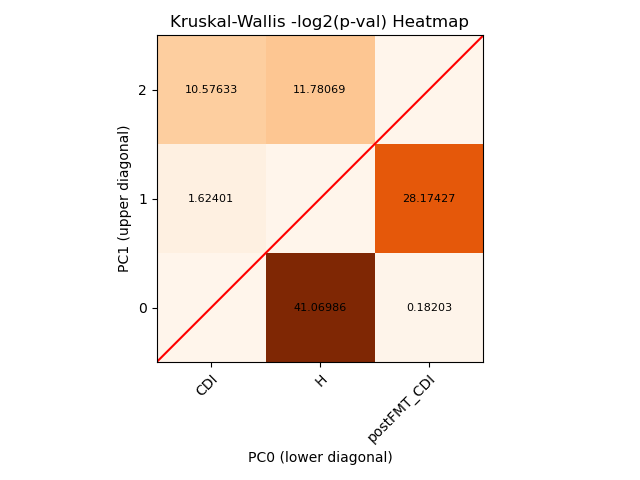 Kruskal-Wallis -log2(p-val) Heatmap
PC1 (upper diagonal)
2
10.57633
11.78069
1
1.62401
28.17427
0
41.06986
0.18203
CDI
H
postFMT_CDI
PC0 (lower diagonal)